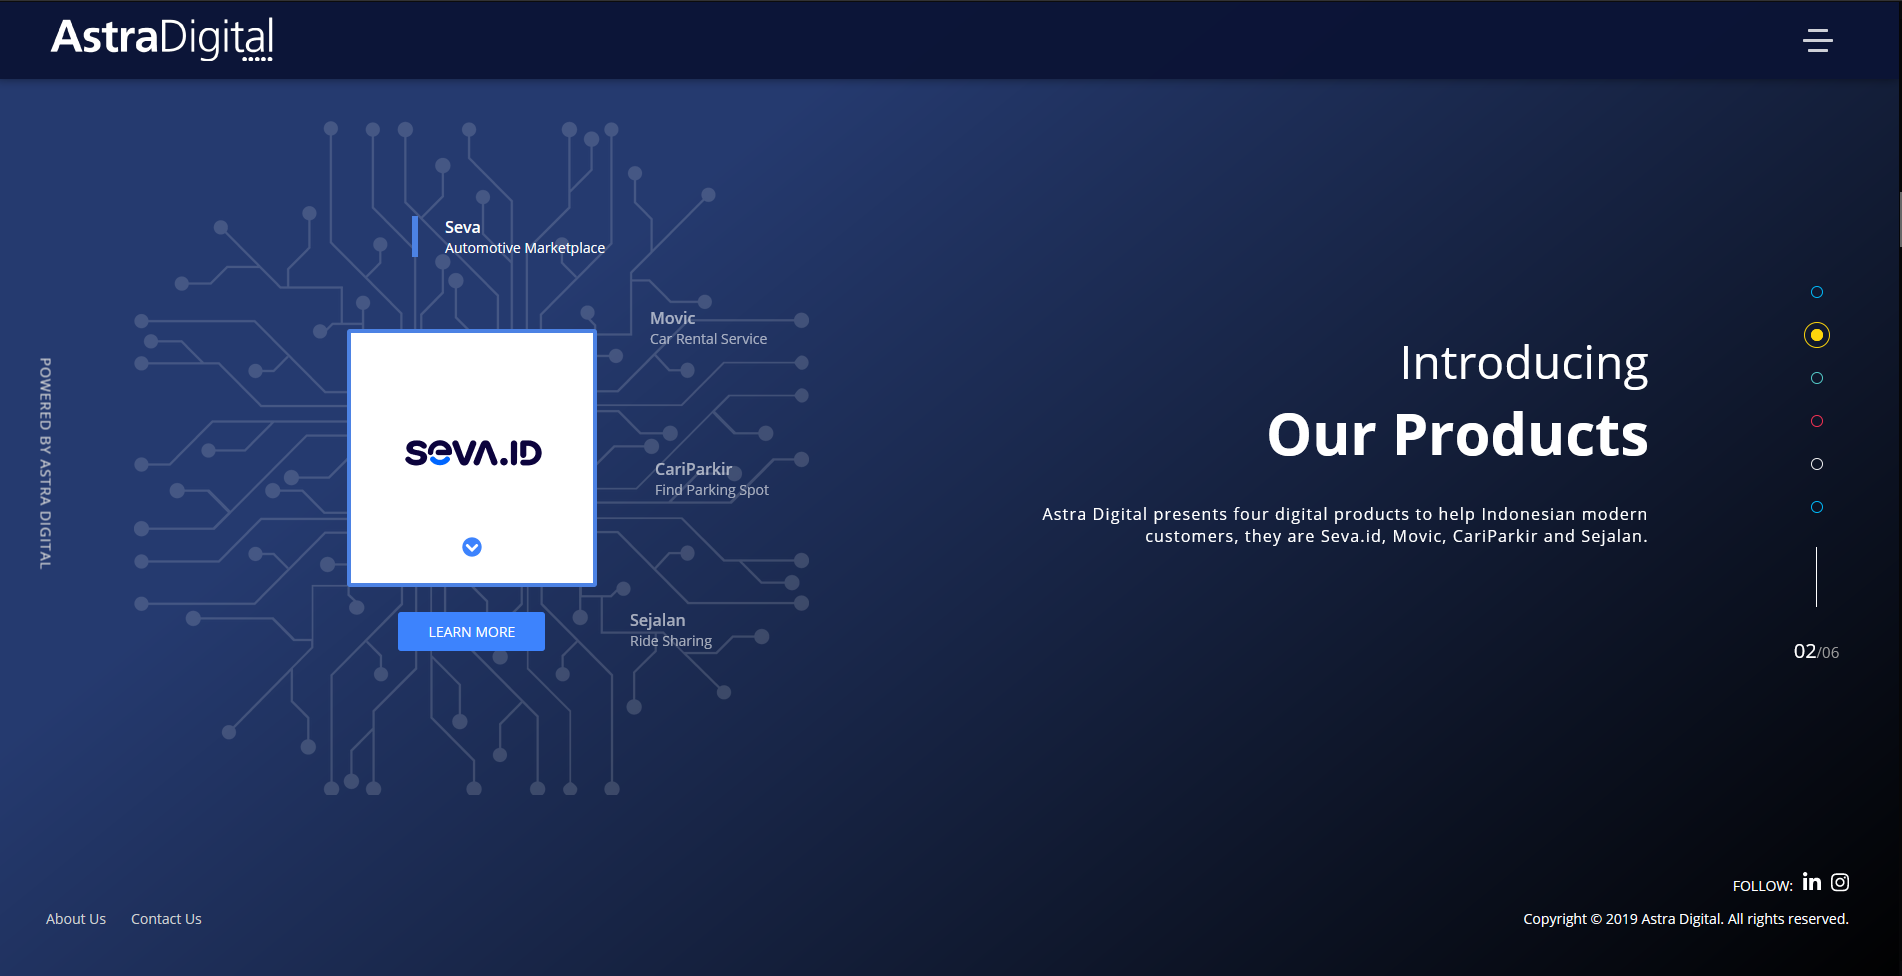 AstraDigital
Seva
Automotive Marketplace
Movic
Car Rental Service
CariParkir
Find Parking Spot
Sejalan
Ride Sharing
SEVA.ID
LEARN MORE
POWERED BY ASTRA DIGITAL
Introducing
Our Products
Astra Digital presents four digital products to help Indonesian modern
customers, they are Seva.id, Movic, CariParkir and Sejalan.
02/06
FOLLOW:
About Us
Contact Us
Copyright © 2019 Astra Digital. All rights reserved.